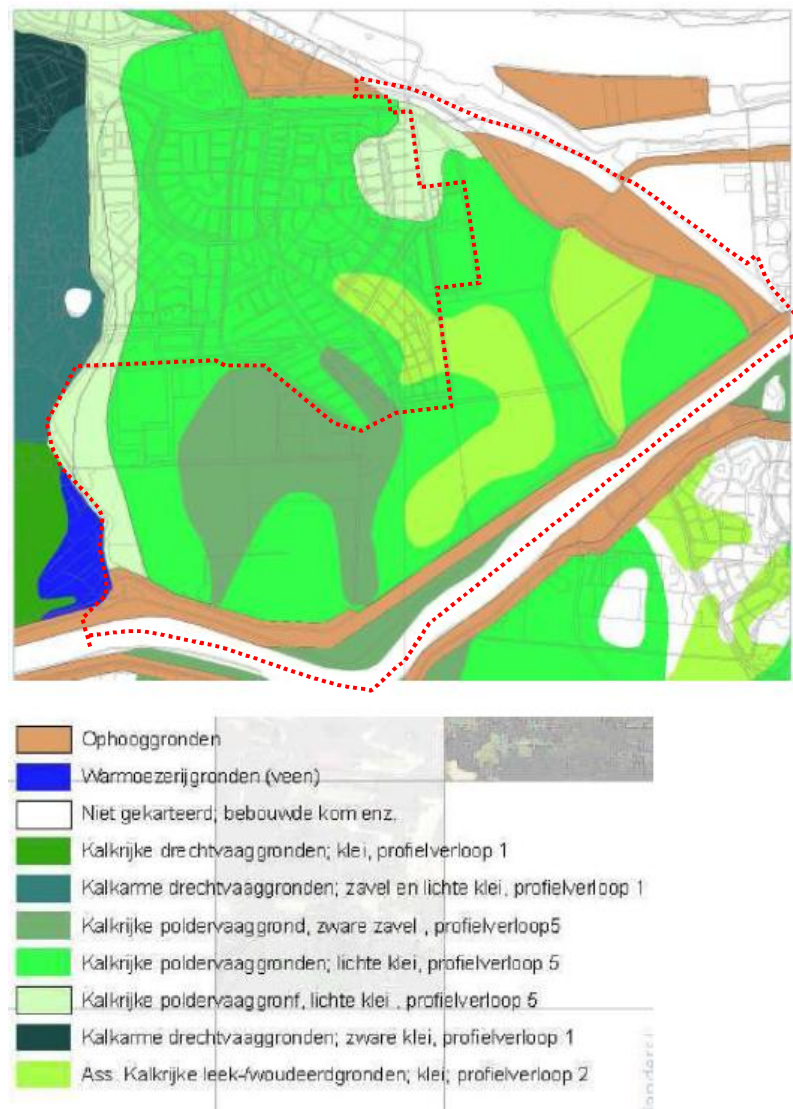 Ophooggronden
Warmoezerijgronden (veen)
Niet gekarteerd; bebouwde kom enz.
Kalkrijke drechtvaaggronden; klei, profielverloop 1
Kalkarme drechtvaaggronden; zavel en lichte klei, profielverloop 1
Kalkrijke poldervaaggrond, zware zavel , profielverloop5
Kalkrijke poldervaaggronden; lichte klei, profielverloop 5
Kalkrijke poldervaaggronf, lichte klei , profielverloop 5
Kalkarme drechtvaaggronden; zware klei, profielverloop 1
Ass. Kalkrijke leek-/woudeerdgronden; klei; profielverloop 2